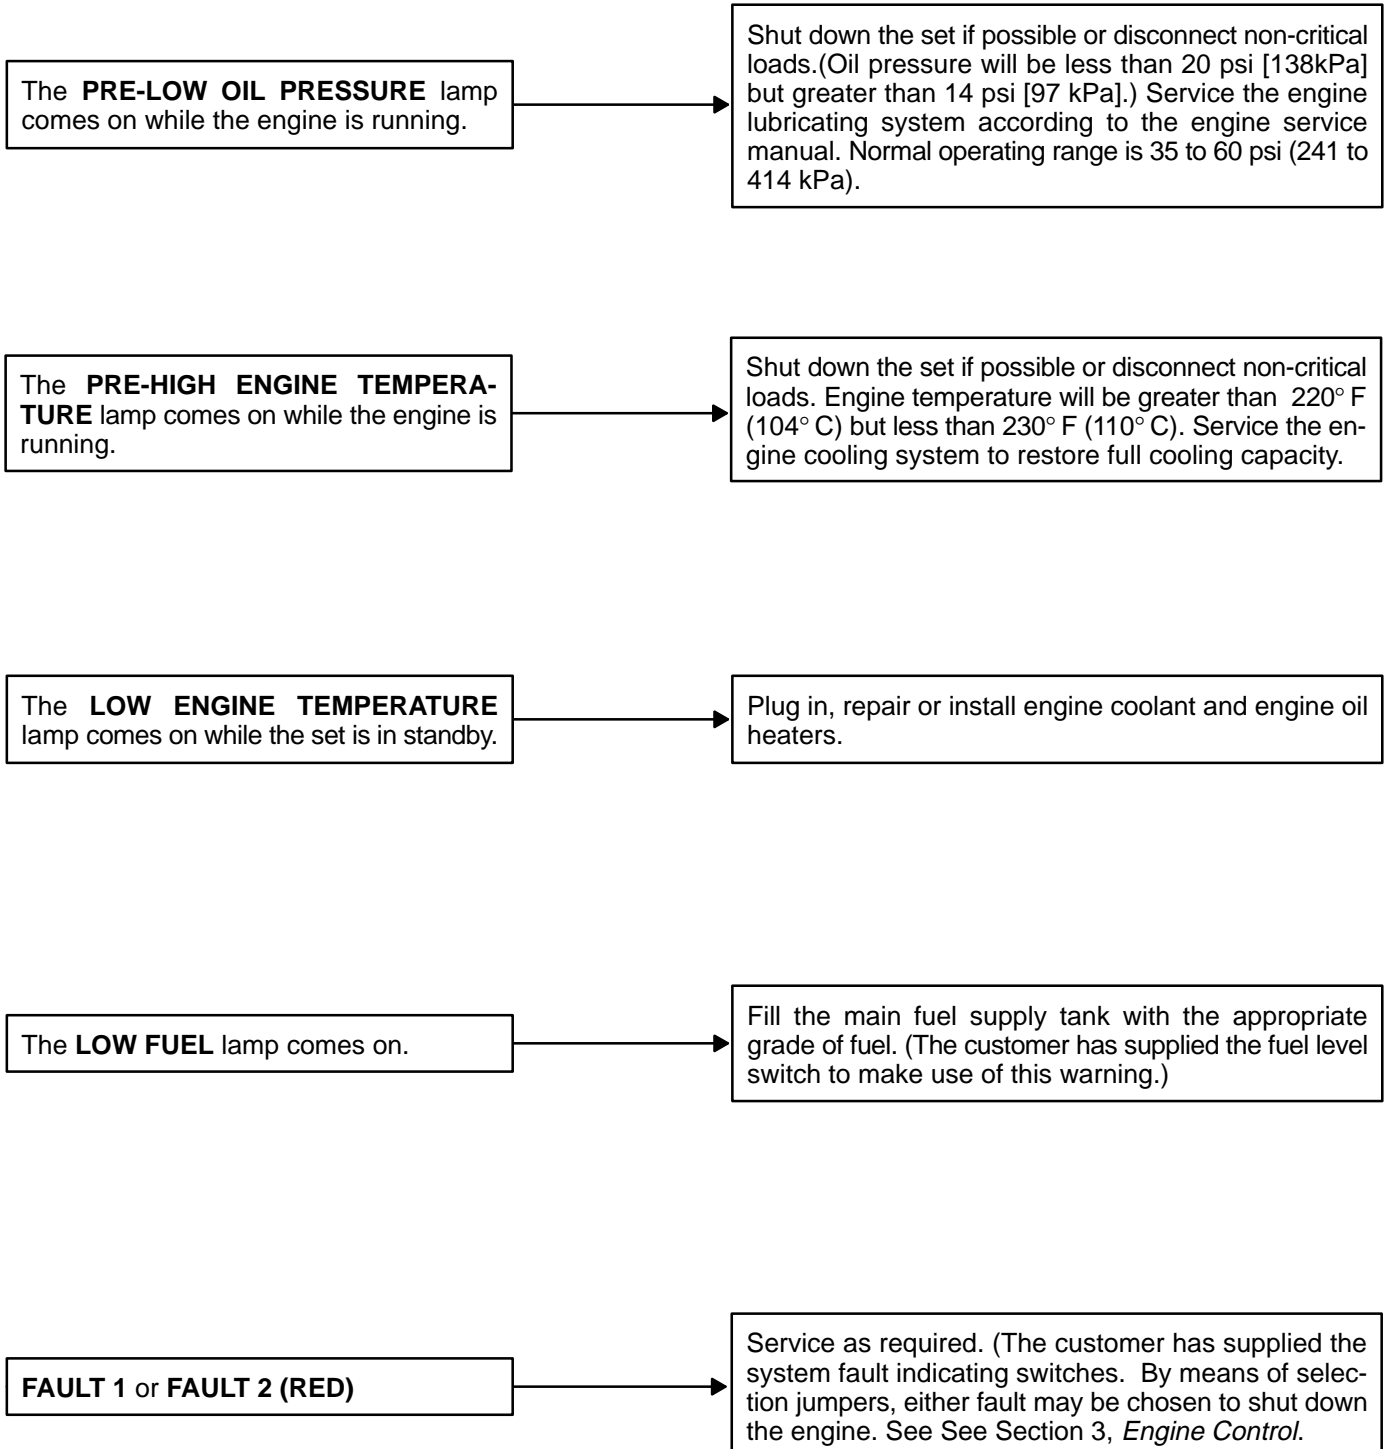 The PRE-LOW OIL PRESSURE lamp
comes on while the engine is running.
Shut down the set if possible or disconnect non-critical
loads.(Oil pressure will be less than 20 psi [138kPa]
but greater than 14 psi [97 kPa].) Service the engine
lubricating system according to the engine service
manual. Normal operating range is 35 to 60 psi (241 to
414 kPa).
The PRE-HIGH ENGINE TEMPERA-
TURE lamp comes on while the engine is
running.
Shut down the set if possible or disconnect non-critical
loads. Engine temperature will be greater than 220° F
(104° C) but less than 230° F (110° C). Service the en-
gine cooling system to restore full cooling capacity.
The LOW ENGINE TEMPERATURE
lamp comes on while the set is in standby.
Plug in, repair or install engine coolant and engine oil
heaters.
The LOW FUEL lamp comes on.
Fill the main fuel supply tank with the appropriate
grade of fuel. (The customer has supplied the fuel level
switch to make use of this warning.)
FAULT 1 or FAULT 2 (RED)
Service as required. (The customer has supplied the
system fault indicating switches. By means of selec-
tion jumpers, either fault may be chosen to shut down
the engine. See See Section 3, Engine Control.